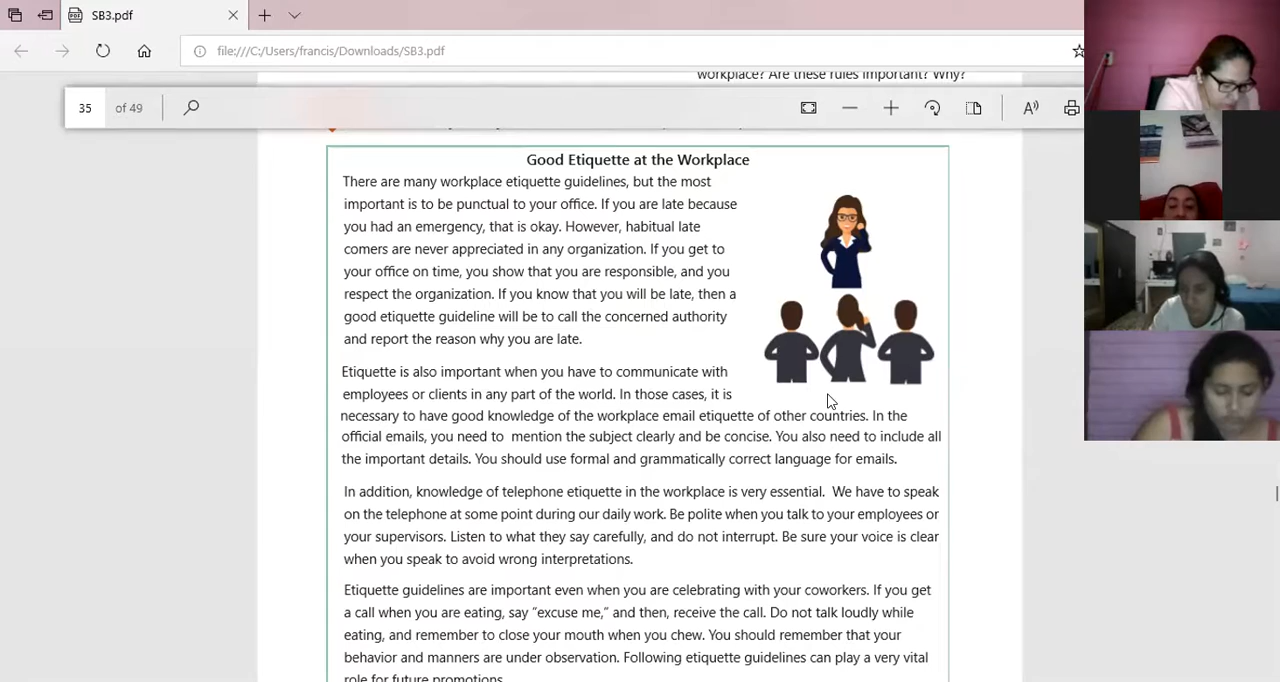 SB3.pdf
file:///C:/Users/francis/Downloads/SB3.pdf
workplace? Are these rules important? Why?
35 of 49
Good Etiquette at the Workplace
There are many workplace etiquette guidelines, but the most
important is to be punctual to your office. If you are late because
you had an emergency, that is okay. However, habitual late
comers are never appreciated in any organization. If you get to
your office on time, you show that you are responsible, and you
respect the organization. If you know that you will be late, then a
good etiquette guideline will be to call the concerned authority
and report the reason why you are late.
Etiquette is also important when you have to communicate with
employees or clients in any part of the world. In those cases, it is
necessary to have good knowledge of the workplace email etiquette of other countries. In the
official emails, you need to  mention the subject clearly and be concise. You also need to include all
the important details. You should use formal and grammatically correct language for emails.
In addition, knowledge of telephone etiquette in the workplace is very essential.  We have to speak
on the telephone at some point during our daily work. Be polite when you talk to your employees or
your supervisors. Listen to what they say carefully, and do not interrupt. Be sure your voice is clear
when you speak to avoid wrong interpretations.
Etiquette guidelines are important even when you are celebrating with your coworkers. If you get
a call when you are eating, say “excuse me,” and then, receive the call. Do not talk loudly while
eating, and remember to close your mouth when you chew. You should remember that your
behavior and manners are under observation. Following etiquette guidelines can play a very vital
role for future promotions.